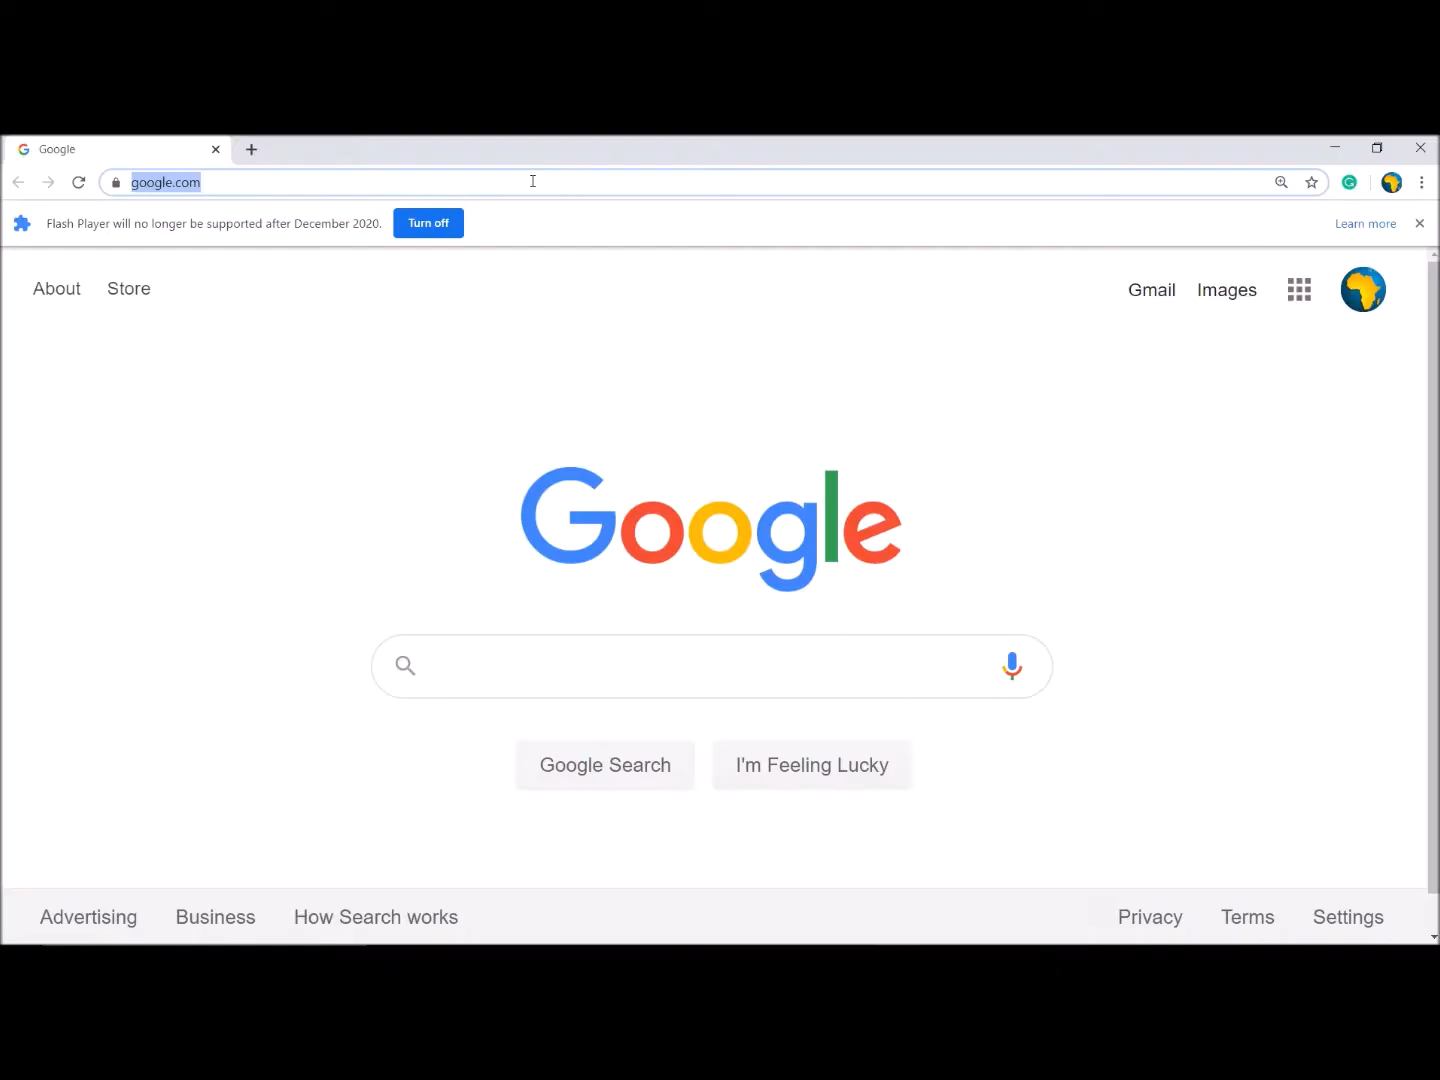 Google
google.com
Flash Player will no longer be supported after December 2020. Turn off Learn more
About Store Gmail Images
Google
Google Search I'm Feeling Lucky
Advertising Business How Search works Privacy Terms Settings